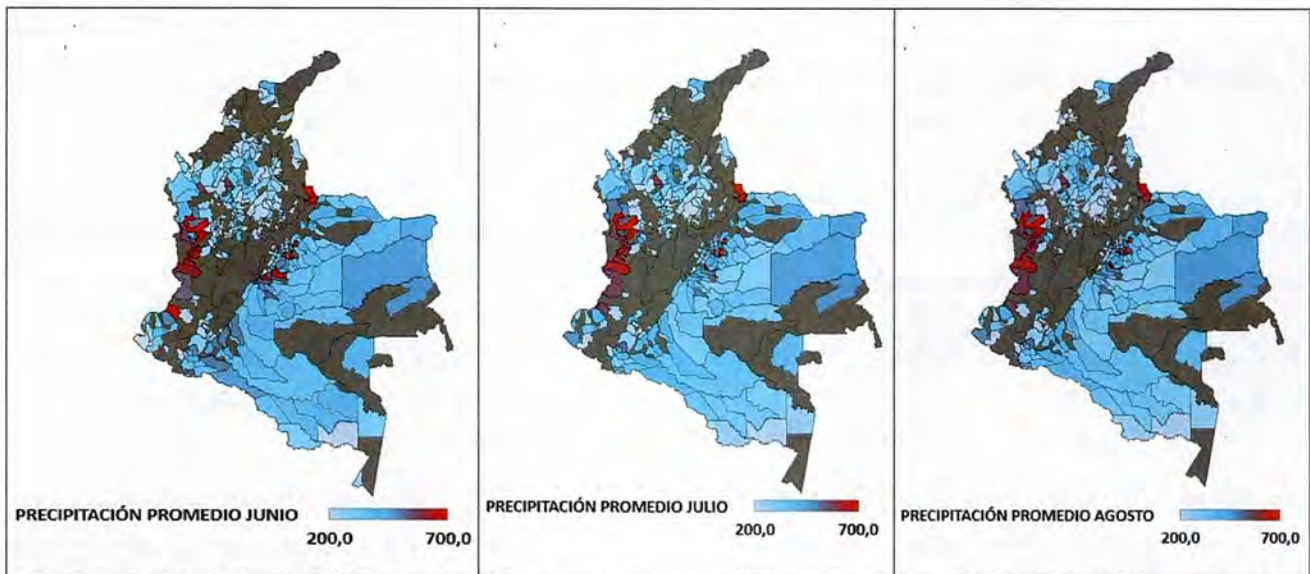 PRECIPITACIÓN PROMEDIO JUNIO
200,0 700,0
PRECIPITACIÓN PROMEDIO JULIO
200,0 700,0
PRECIPITACIÓN PROMEDIO AGOSTO
200,0 700,0